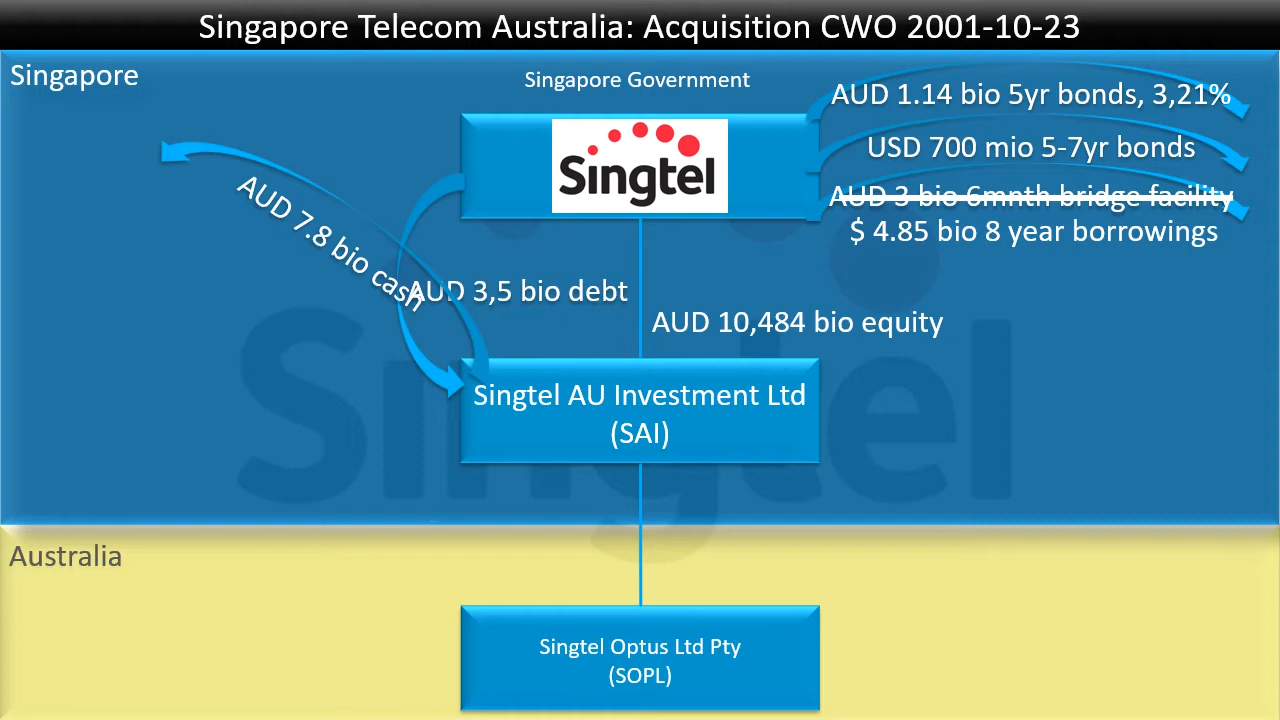 Singapore Telecom Australia: Acquisition CWO 2001-10-23
Singapore
Singapore Government
AUD 1.14 bio 5yr bonds, 3,21%
Singtel
USD 700 mio 5-7yr bonds
AUD 3 bio 6mnth bridge facility
$ 4.85 bio 8 year borrowings
AUD 7.8 bio cash
AUD 3,5 bio debt
AUD 10,484 bio equity
Singtel AU Investment Ltd
(SAI)
Singtel
Australia
Singtel Optus Ltd Pty
(SOPL)